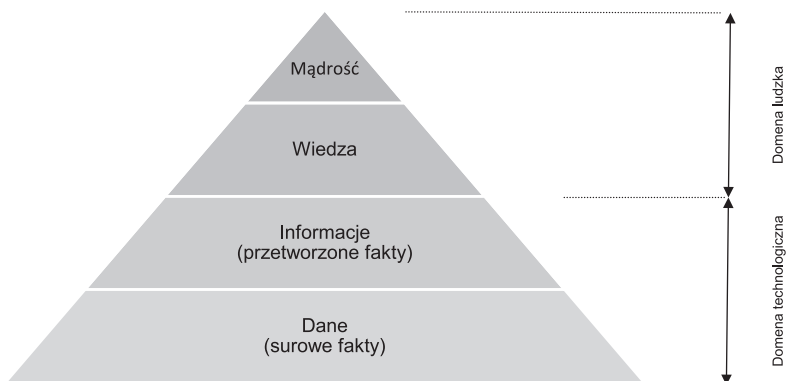 Mądrość
Wiedza
Informacje
(przetworzone fakty)
Dane
(surowe fakty)
Domena ludzka
Domena technologiczna